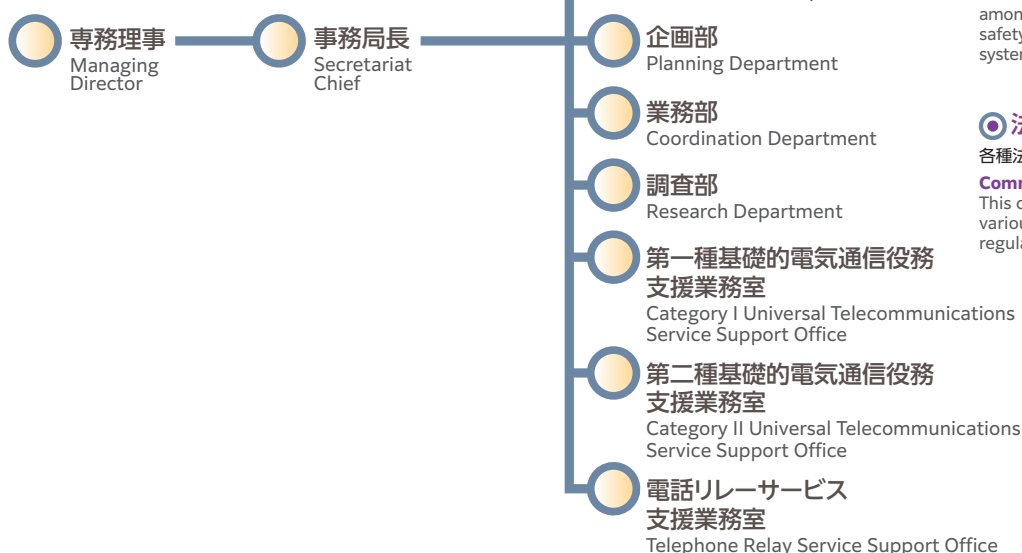 専務理事
Managing
Director
事務局長
Secretariat
Chief
企画部
Planning Department
業務部
Coordination Department
調査部
Research Department
第一種基礎的電気通信役務
支援業務室
Category I Universal Telecommunications
Service Support Office
第二種基礎的電気通信役務
支援業務室
Category II Universal Telecommunications
Service Support Office
電話リレーサービス
支援業務室
Telephone Relay Service Support Office
safety
各種
This